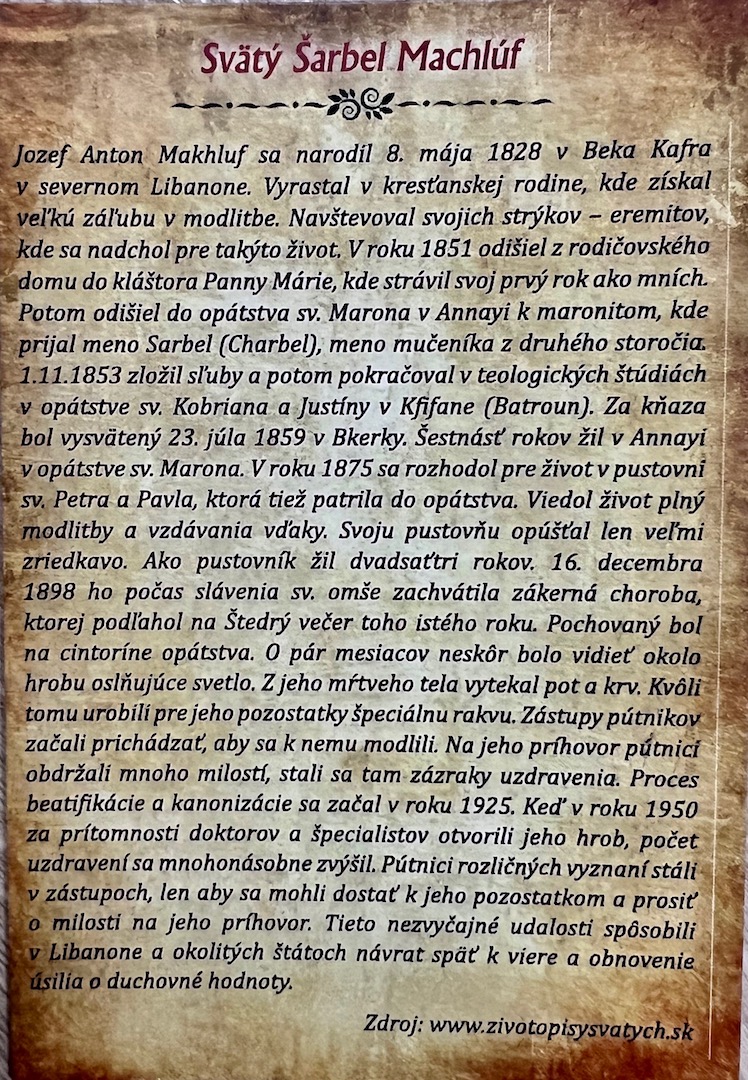 Svätý Šarbel Machlúf
Jozef Anton Makhluf sa narodil 8. mája 1828 v Beka Kafra
v severnom Libanone. Vyrastal v kresťanskej rodine, kde získal
veľkú záľubu v modlitbe. Navštevoval svojich strýkov – eremitov,
kde sa nadchol pre takýto život. V roku 1851 odišiel z rodičovského
domu do kláštora Panny Márie, kde strávil svoj prvý rok ako mních.
Potom odišiel do opátstva sv. Marona v Annayi k maronitom, kde
prijal meno Sarbel (Charbel), meno mučeníka z druhého storočia.
1.11.1853 zložil sľuby a potom pokračoval v teologických štúdiách
v opátstve sv. Kobriana a Justíny v Kfifane (Batroun). Za kňaza
bol vysvätený 23. júla 1859 v Bkerky. Šestnásť rokov žil v Annayi
v opátstve sv. Marona. V roku 1875 sa rozhodol pre život v pustovni
sv. Petra a Pavla, ktorá tiež patrila do opátstva. Viedol život plný
modlitby a vzdávania vďaky. Svoju pustovňu opúšťal len veľmi
zriedkavo. Ako pustovník žil dvadsaťtri rokov. 16. decembra
1898 ho počas slávenia sv. omše zachvátila zákerná choroba,
ktorej podľahol na Štedrý večer toho istého roku. Pochovaný bol
na cintoríne opátstva. O pár mesiacov neskôr bolo vidieť okolo
hrobu oslňujúce svetlo. Z jeho mŕtveho tela vytekal pot a krv. Kvôli
tomu urobili pre jeho pozostatky špeciálnu rakvu. Zástupy pútnikov
začali prichádzať, aby sa k nemu modlili. Na jeho príhovor pútnici
obdržali mnoho milostí, stali sa tam zázraky uzdravenia. Proces
beatifikácie a kanonizácie sa začal v roku 1925. Keď v roku 1950
za prítomnosti doktorov a špecialistov otvorili jeho hrob, počet
uzdravení sa mnohonásobne zvýšil. Pútnici rozličných vyznaní stáli
v zástupoch, len aby sa mohli dostať k jeho pozostatkom a prosiť
o milosti na jeho príhovor. Tieto nezvyčajné udalosti spôsobili
v Libanone a okolitých štátoch návrat späť k viere a obnovenie
úsilia o duchovné hodnoty.
Zdroj: www.zivotopisysvatych.sk